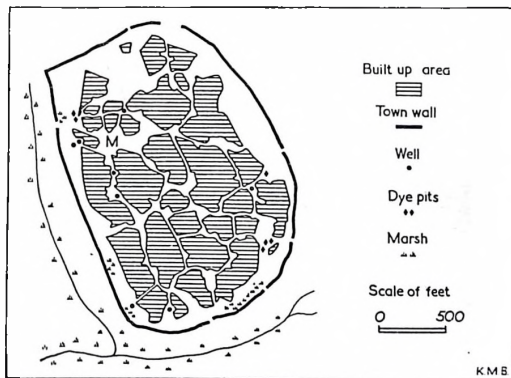 Built up area
Town wall
M
Well
Dye pits
Marsh
Scale of feet
0 500
K.M.B.